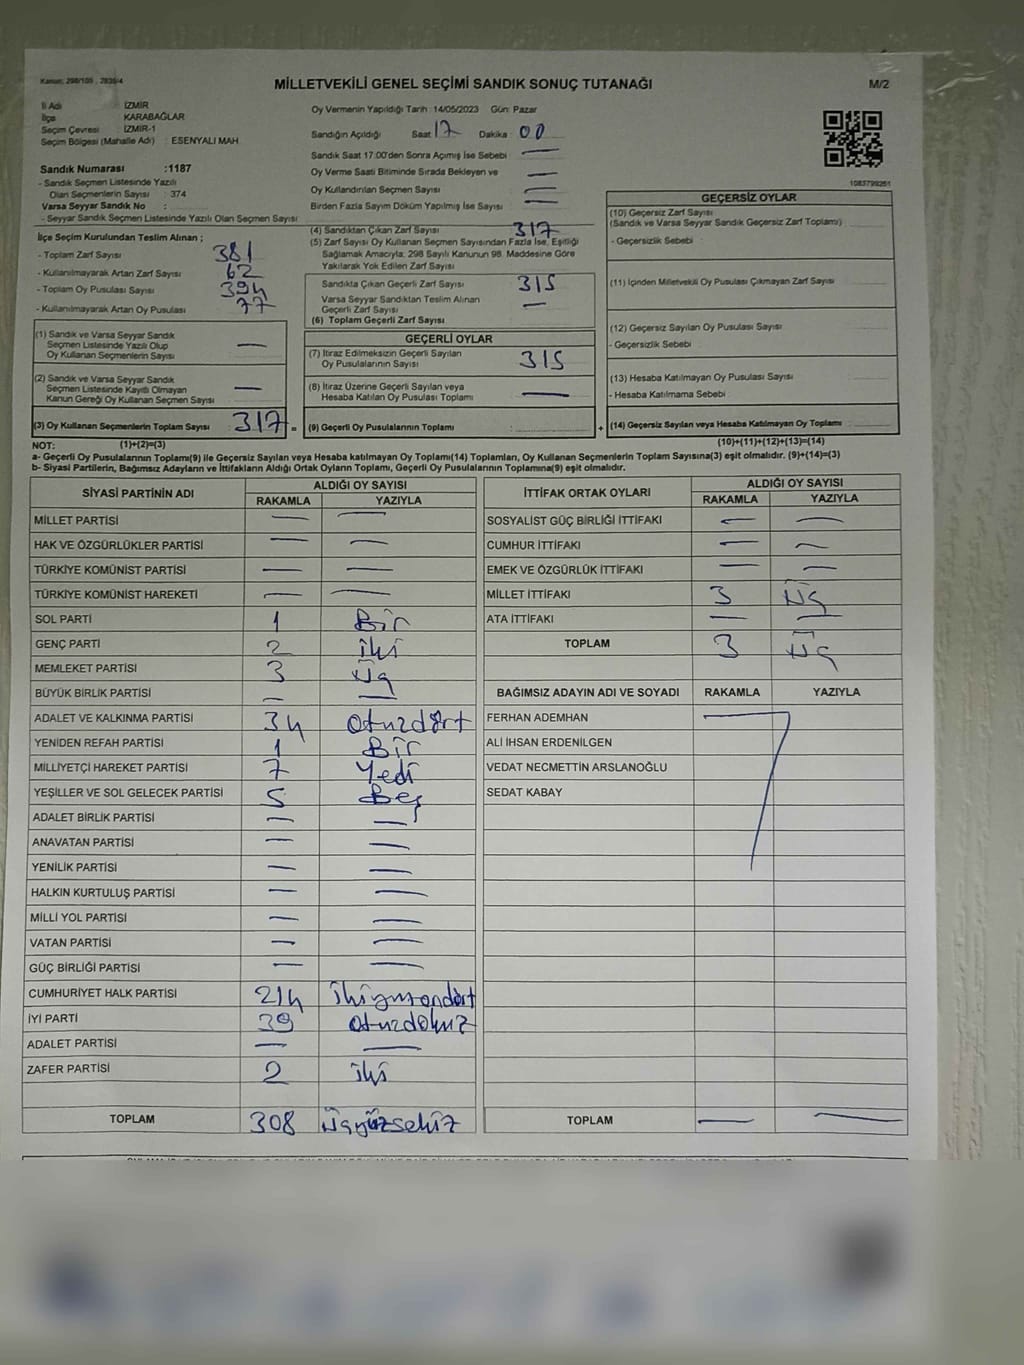 Kanun: 298/105 , 2839/4
MİLLETVEKİLİ GENEL SEÇİMİ SANDIK SONUÇ TUTANAĞI
M/2
İl Adı : İZMİR
İlçe : KARABAĞLAR
Seçim Çevresi : İZMİR-1
Seçim Bölgesi (Mahalle Adı) : ESENYALI MAH
Sandık Numarası :1187
- Sandık Seçmen Listesinde Yazılı
Olan Seçmenlerin Sayısı : 374
Varsa Seyyar Sandık No :
- Seyyar Sandık Seçmen Listesinde Yazılı Olan Seçmen Sayısı :
Oy Vermenin Yapıldığı Tarih : 14/05/2023 Gün: Pazar
Sandığın Açıldığı Saat : 17 Dakika : 00
Sandık Saat 17:00'den Sonra Açımış İse Sebebi : —
Oy Verme Saati Bitiminde Sırada Bekleyen ve
Oy Kullandırılan Seçmen Sayısı : —
Birden Fazla Sayım Döküm Yapılmış İse Sayısı : —
1083799261
İlçe Seçim Kurulundan Teslim Alınan ;
- Toplam Zarf Sayısı : 381
- Kullanılmayarak Artan Zarf Sayısı : 62
- Toplam Oy Pusulası Sayısı : 394
- Kullanılmayarak Artan Oy Pusulası : 77
(1) Sandık ve Varsa Seyyar Sandık
Seçmen Listesinde Yazılı Olup
Oy Kullanan Seçmenlerin Sayısı : —
(2) Sandık ve Varsa Seyyar Sandık
Seçmen Listesinde Kayıtlı Olmayan
Kanun Gereği Oy Kullanan Seçmen Sayısı : —
(3) Oy Kullanan Seçmenlerin Toplam Sayısı : 317 =
(4) Sandıktan Çıkan Zarf Sayısı : 317
(5) Zarf Sayısı Oy Kullanan Seçmen Sayısından Fazla İse, Eşitliği
Sağlamak Amacıyla; 298 Sayılı Kanunun 98. Maddesine Göre
Yakılarak Yok Edilen Zarf Sayısı :
Sandıkta Çıkan Geçerli Zarf Sayısı : 315
Varsa Seyyar Sandıktan Teslim Alınan
Geçerli Zarf Sayısı : —
(6) Toplam Geçerli Zarf Sayısı :
GEÇERLİ OYLAR
(7) İtiraz Edilmeksizin Geçerli Sayılan
Oy Pusulalarının Sayısı : 315
(8) İtiraz Üzerine Geçerli Sayılan veya
Hesaba Katılan Oy Pusulası Toplamı : —
(9) Geçerli Oy Pusulalarının Toplamı : +
GEÇERSİZ OYLAR
(10) Geçersiz Zarf Sayısı
(Sandık ve Varsa Seyyar Sandık Geçersiz Zarf Toplamı) :
- Geçersizlik Sebebi :
(11) İçinden Milletvekili Oy Pusulası Çıkmayan Zarf Sayısı :
(12) Geçersiz Sayılan Oy Pusulası Sayısı :
- Geçersizlik Sebebi :
(13) Hesaba Katılmayan Oy Pusulası Sayısı :
- Hesaba Katılmama Sebebi :
(14) Geçersiz Sayılan veya Hesaba Katılmayan Oy Toplamı :
NOT: (1)+(2)=(3) (10)+(11)+(12)+(13)=(14)
a- Geçerli Oy Pusulalarının Toplamı(9) ile Geçersiz Sayılan veya Hesaba katılmayan Oy Toplamı(14) Toplamları, Oy Kullanan Seçmenlerin Toplam Sayısına(3) eşit olmalıdır. (9)+(14)=(3)
b- Siyasi Partilerin, Bağımsız Adayların ve İttifakların Aldığı Ortak Oyların Toplamı, Geçerli Oy Pusulalarının Toplamına(9) eşit olmalıdır.
SİYASİ PARTİNİN ADI ALDIĞI OY SAYISI
RAKAMLA YAZIYLA
MİLLET PARTİSİ — —
HAK VE ÖZGÜRLÜKLER PARTİSİ — —
TÜRKİYE KOMÜNİST PARTİSİ — —
TÜRKİYE KOMÜNİST HAREKETİ — —
SOL PARTİ 1 Bir
GENÇ PARTİ 2 iki
MEMLEKET PARTİSİ 3 üç
BÜYÜK BİRLİK PARTİSİ — —
ADALET VE KALKINMA PARTİSİ 34 otuzdört
YENİDEN REFAH PARTİSİ 1 Bir
MİLLİYETÇİ HAREKET PARTİSİ 7 Yedi
YEŞİLLER VE SOL GELECEK PARTİSİ 5 Beş
ADALET BİRLİK PARTİSİ — —
ANAVATAN PARTİSİ — —
YENİLİK PARTİSİ — —
HALKIN KURTULUŞ PARTİSİ — —
MİLLİ YOL PARTİSİ — —
VATAN PARTİSİ — —
GÜÇ BİRLİĞİ PARTİSİ — —
CUMHURİYET HALK PARTİSİ 214 ikiyüzondört
İYİ PARTİ 39 otuzdokuz
ADALET PARTİSİ — —
ZAFER PARTİSİ 2 iki
TOPLAM 308 üçyüzsekiz
İTTİFAK ORTAK OYLARI ALDIĞI OY SAYISI
RAKAMLA YAZIYLA
SOSYALİST GÜÇ BİRLİĞİ İTTİFAKI — —
CUMHUR İTTİFAKI — —
EMEK VE ÖZGÜRLÜK İTTİFAKI — —
MİLLET İTTİFAKI 3 üç
ATA İTTİFAKI — —
TOPLAM 3 üç
BAĞIMSIZ ADAYIN ADI VE SOYADI RAKAMLA YAZIYLA
FERHAN ADEMHAN
ALİ İHSAN ERDENİLGEN
VEDAT NECMETTİN ARSLANOĞLU
SEDAT KABAY
TOPLAM — —